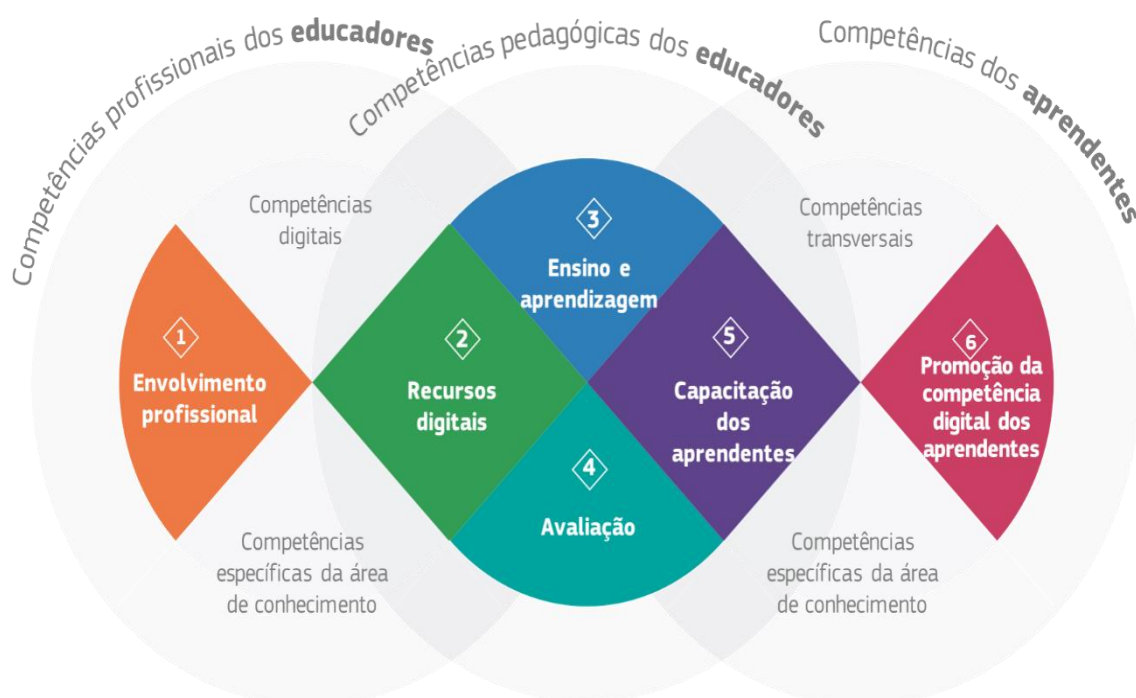 Competências profissionais dos educadores
Competências pedagógicas dos educadores
Competências dos aprendentes
Competências
digitais
Competências
transversais
1
Envolvimento
profissional
2
Recursos
digitais
3
Ensino e
aprendizagem
4
Avaliação
5
Capacitação
dos
aprendentes
6
Promoção da
competência
digital dos
aprendentes
Competências
específicas da área
de conhecimento
Competências
específicas da área
de conhecimento